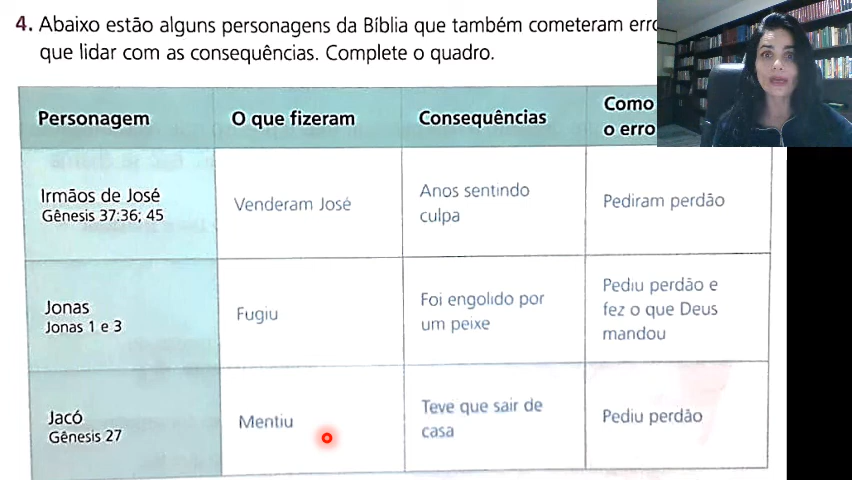 4. Abaixo estão alguns personagens da Bíblia que também cometeram
que lidar com as consequências. Complete o quadro.
Personagem
O que fizeram
Consequências
Como
o erro
Irmãos de José
Gênesis 37:36; 45
Venderam José
Anos sentindo
culpa
Pediram perdão
Jonas
Jonas 1 e 3
Fugiu
Foi engolido por
um peixe
Pediu perdão e
fez o que Deus
mandou
Jacó
Gênesis 27
Mentiu
Teve que sair de
casa
Pediu perdão